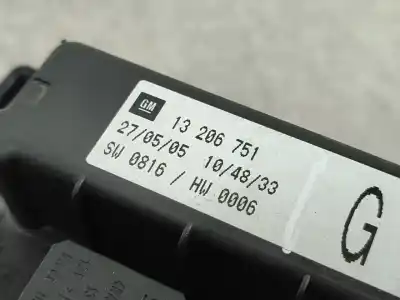 GM 13 206 751
27/05/05 10/48/33
SW 0816 / HW 0006
G